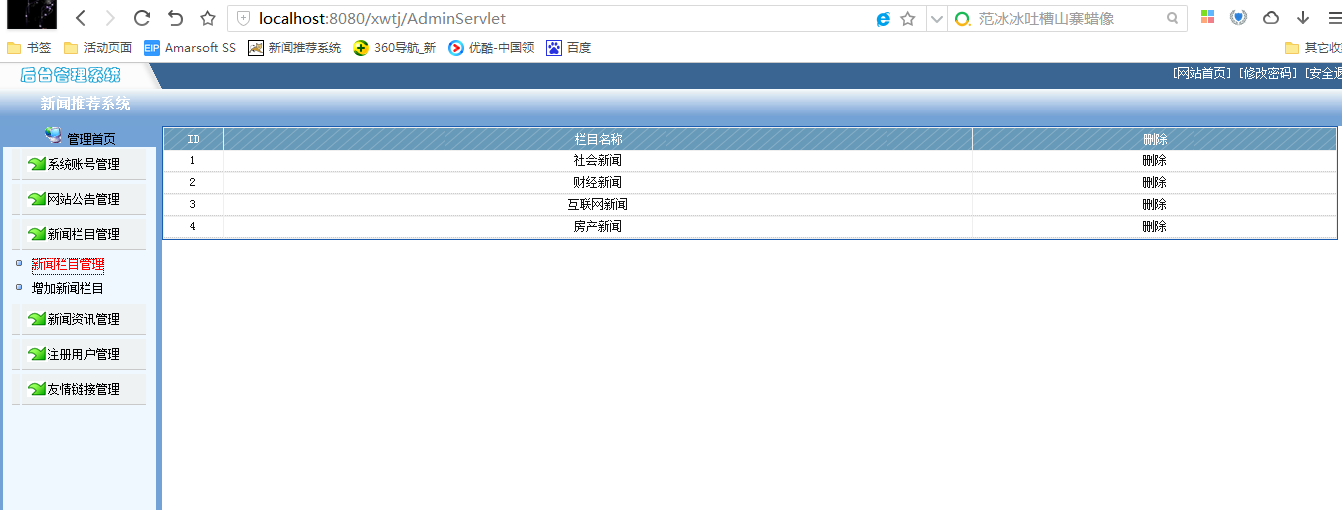 localhost:8080/xwtj/AdminServlet 范冰冰吐槽山寨蜡像
书签 活动页面 EIP Amarsoft SS 新闻推荐系统 360导航_新 优酷-中国领 百度 其它收
后台管理系统 [网站首页] [修改密码] [安全退
新闻推荐系统
管理首页
系统账号管理
网站公告管理
新闻栏目管理
新闻栏目管理
增加新闻栏目
新闻资讯管理
注册用户管理
友情链接管理
ID 栏目名称 删除
1 社会新闻 删除
2 财经新闻 删除
3 互联网新闻 删除
4 房产新闻 删除